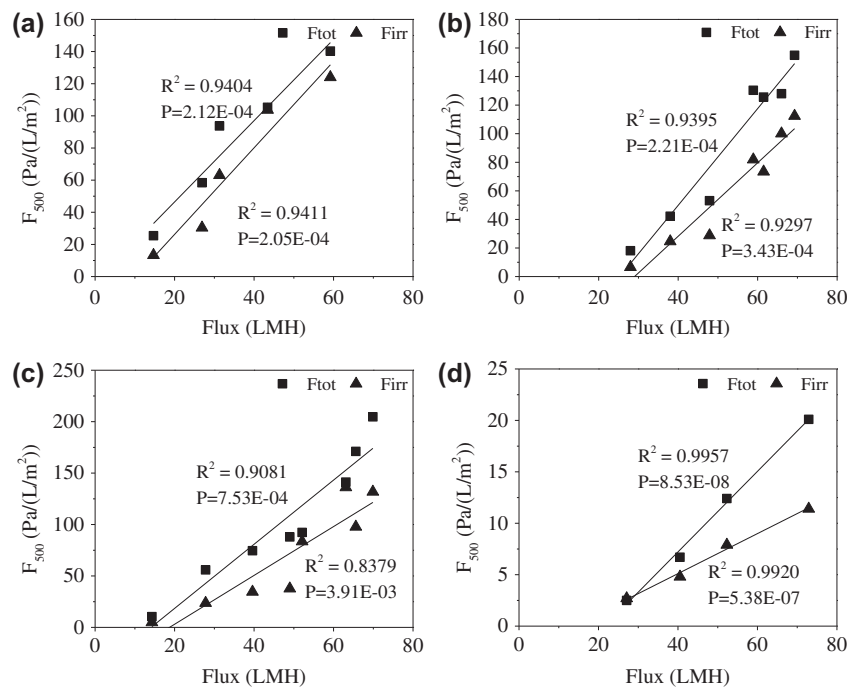 (a)
Ftot Firr
160
140
120
100
80
60
40
20
0
F500 (Pa/(L/m²))
R² = 0.9404
P=2.12E-04
R² = 0.9411
P=2.05E-04
0 20 40 60 80
Flux (LMH)
(b)
Ftot Firr
180
160
140
120
100
80
60
40
20
0
F500 (Pa/(L/m²))
R² = 0.9395
P=2.21E-04
R² = 0.9297
P=3.43E-04
0 20 40 60 80
Flux (LMH)
(c)
Ftot Firr
250
200
150
100
50
0
F500 (Pa/(L/m²))
R² = 0.9081
P=7.53E-04
R² = 0.8379
P=3.91E-03
0 20 40 60 80
Flux (LMH)
(d)
Ftot Firr
25
20
15
10
5
0
F500 (Pa/(L/m²))
R² = 0.9957
P=8.53E-08
R² = 0.9920
P=5.38E-07
0 20 40 60 80
Flux (LMH)